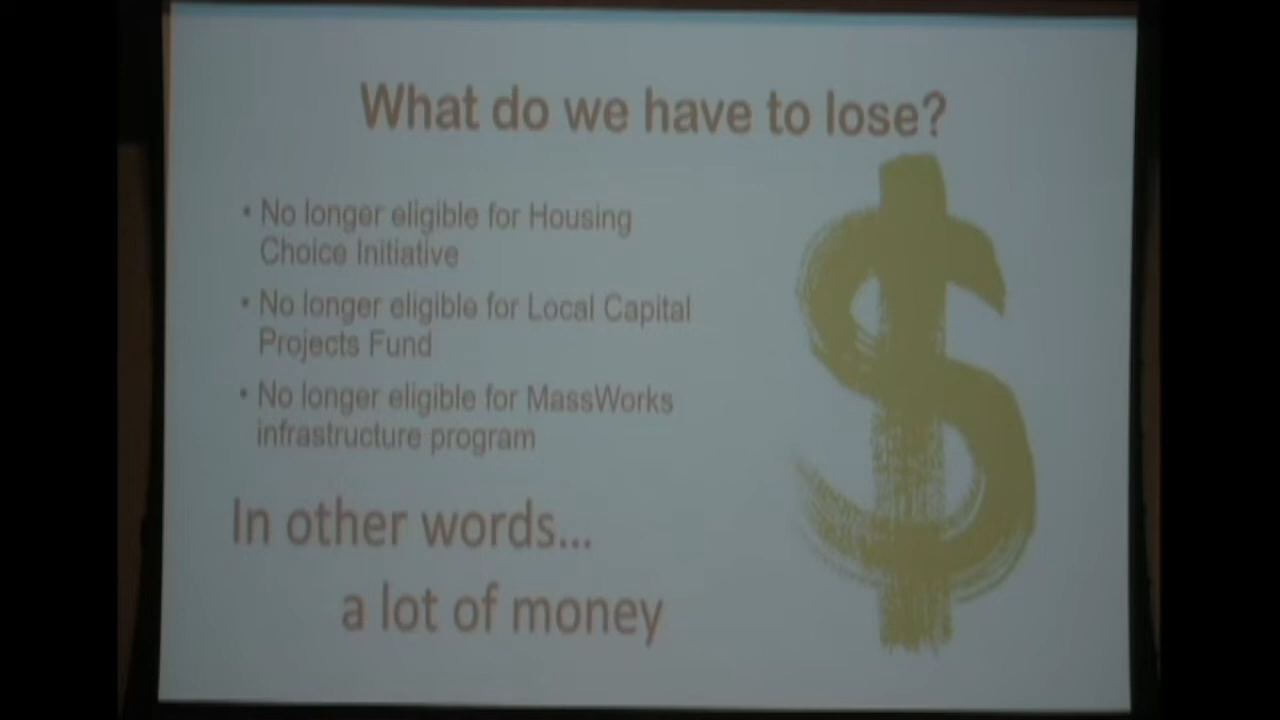 What do we have to lose?
• No longer eligible for Housing
Choice Initiative
• No longer eligible for Local Capital
Projects Fund
• No longer eligible for MassWorks
infrastructure program
In other words...
a lot of money
$